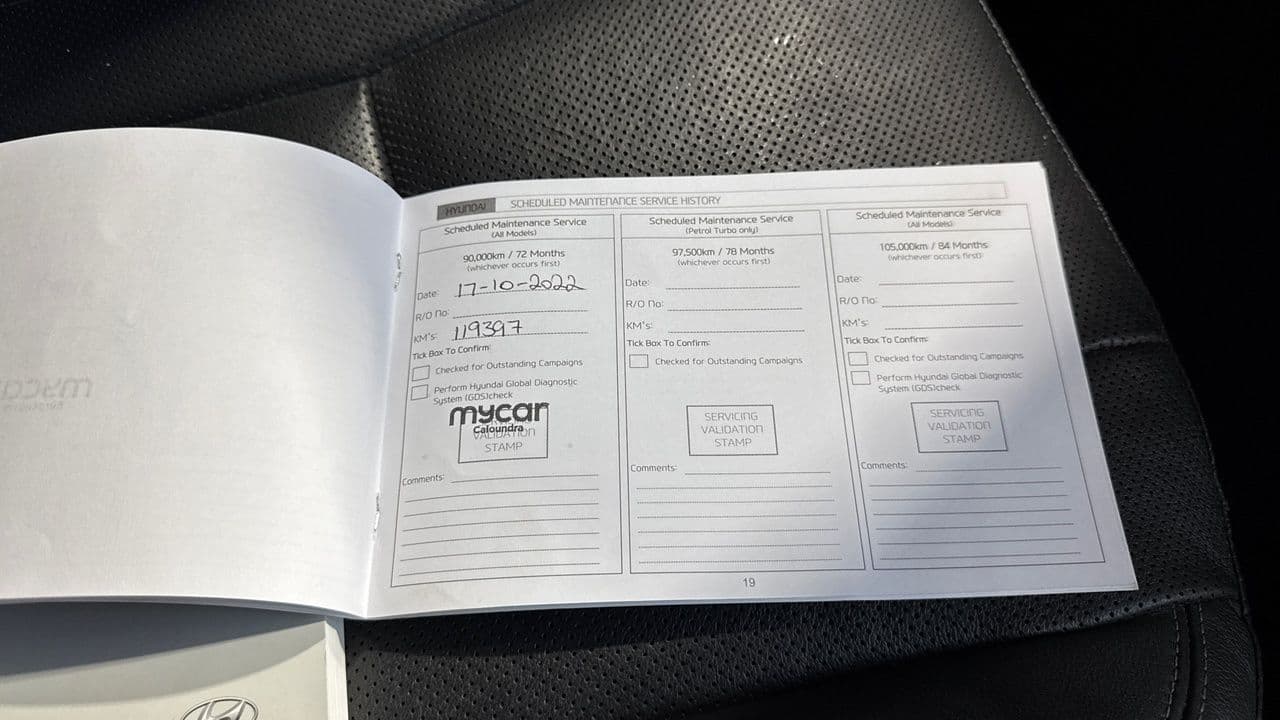 HYUNDAI SCHEDULED MAINTENANCE SERVICE HISTORY
Scheduled Maintenance Service
(All Models)
90,000km / 72 Months
(whichever occurs first)
Date: 17-10-2022
R/O No:
KM's: 119397
Tick Box To Confirm:
Checked for Outstanding Campaigns
Perform Hyundai Global Diagnostic
System (GDS)check
mycar
Caloundra
VALIDATION
STAMP
Comments:
Scheduled Maintenance Service
(Petrol Turbo only)
97,500km / 78 Months
(whichever occurs first)
Date:
R/O No:
KM's:
Tick Box To Confirm:
Checked for Outstanding Campaigns
SERVICING
VALIDATION
STAMP
Comments:
Scheduled Maintenance Service
(All Models)
105,000km / 84 Months
(whichever occurs first)
Date:
R/O No:
KM's:
Tick Box To Confirm:
Checked for Outstanding Campaigns
Perform Hyundai Global Diagnostic
System (GDS)check
SERVICING
VALIDATION
STAMP
Comments:
19